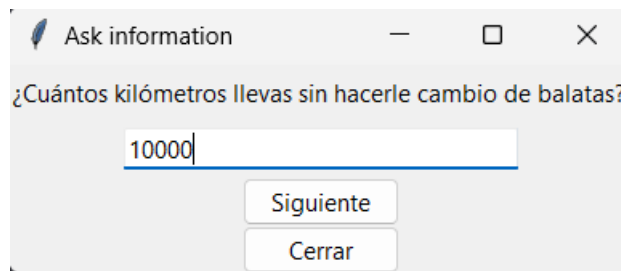 Ask information
¿Cuántos kilómetros llevas sin hacerle cambio de balatas?
10000
Siguiente
Cerrar